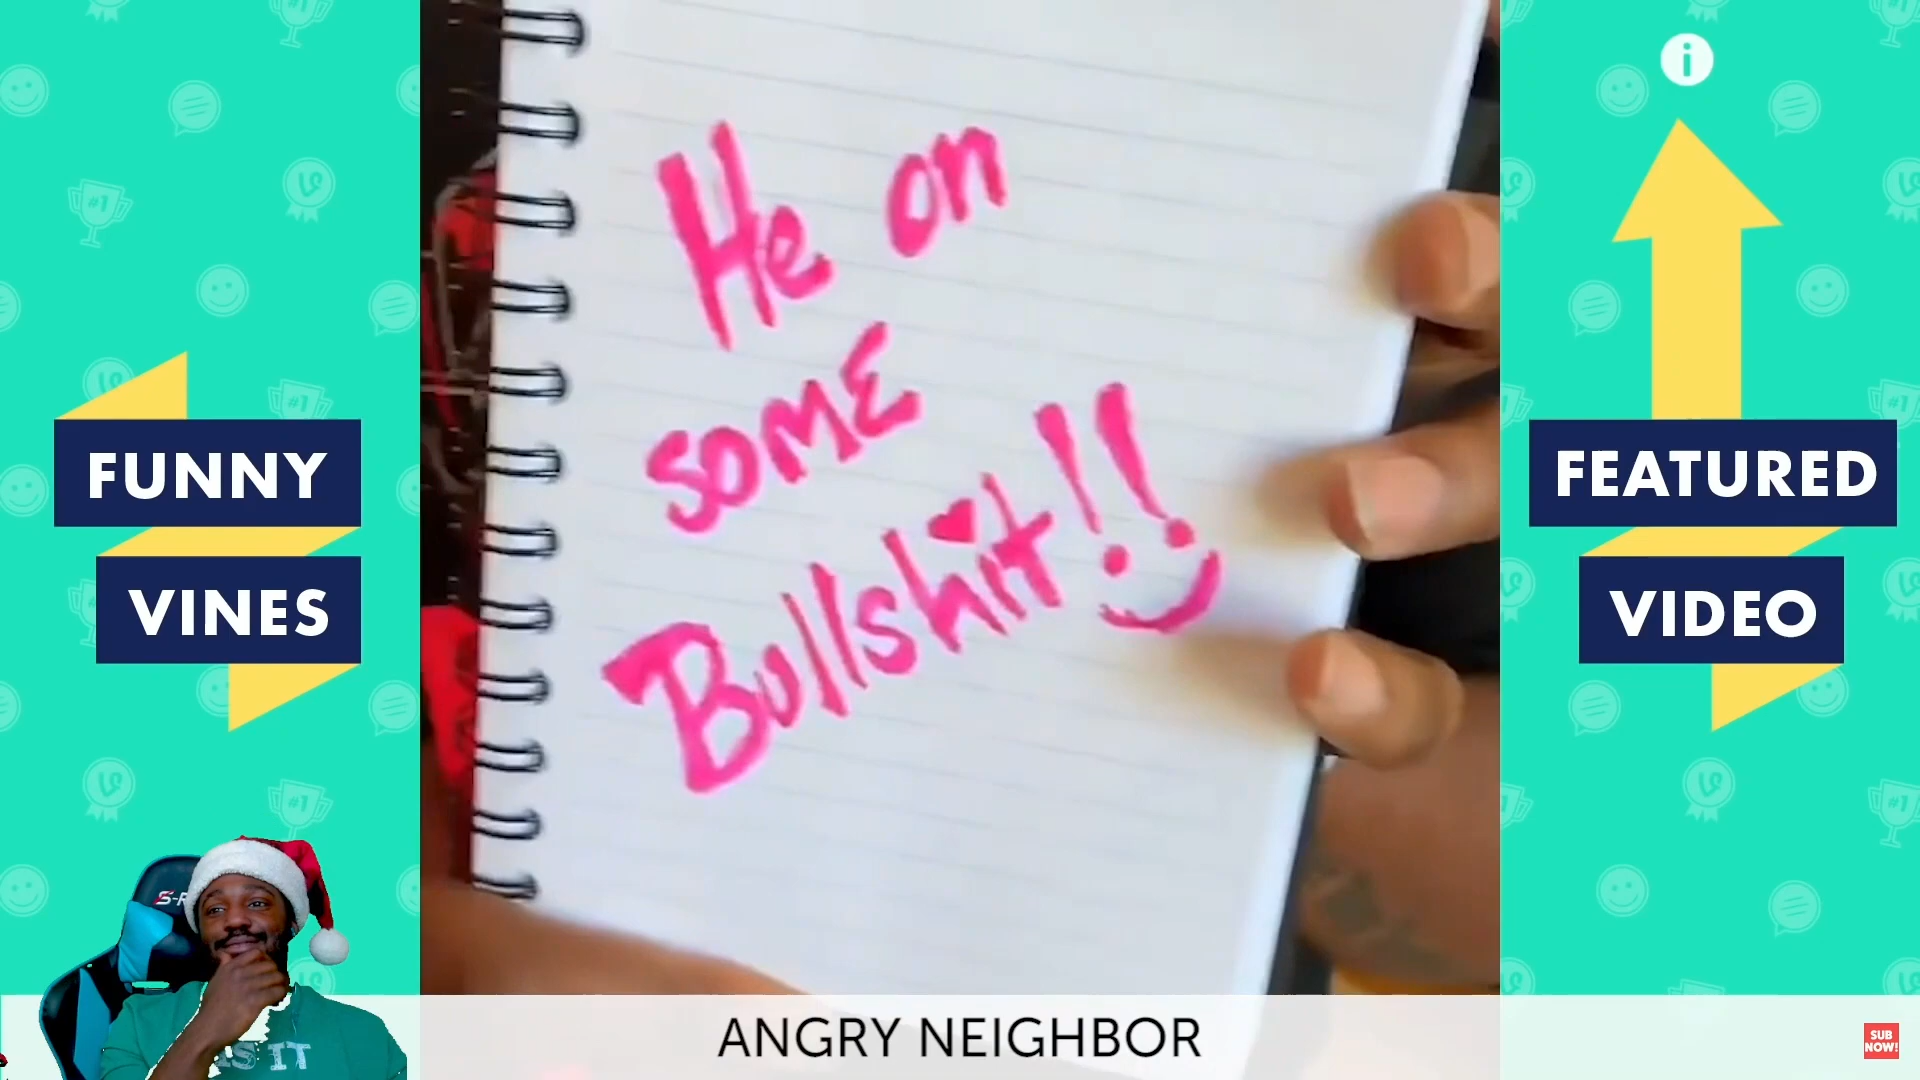 He on
some
Bullshit!!
FUNNY
VINES
FEATURED
VIDEO
ANGRY NEIGHBOR
SUB
NOW!